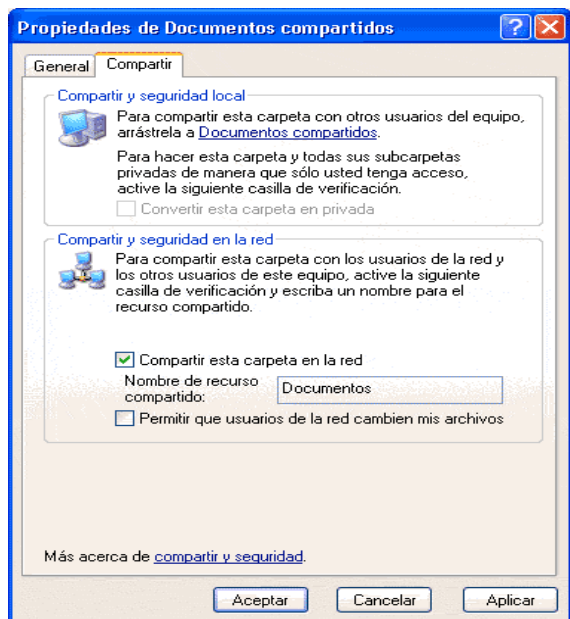 Propiedades de Documentos compartidos
General
Compartir
Compartir y seguridad local
Para compartir esta carpeta con otros usuarios del equipo,
arrástrela a Documentos compartidos.
Para hacer esta carpeta y todas sus subcarpetas
privadas de manera que sólo usted tenga acceso,
active la siguiente casilla de verificación.
Convertir esta carpeta en privada
Compartir y seguridad en la red
Para compartir esta carpeta con los usuarios de la red y
los otros usuarios de este equipo, active la siguiente
casilla de verificación y escriba un nombre para el
recurso compartido.
Compartir esta carpeta en la red
Nombre de recurso
compartido:
Documentos
Permitir que usuarios de la red cambien mis archivos
Más acerca de compartir y seguridad.
Aceptar
Cancelar
Aplicar